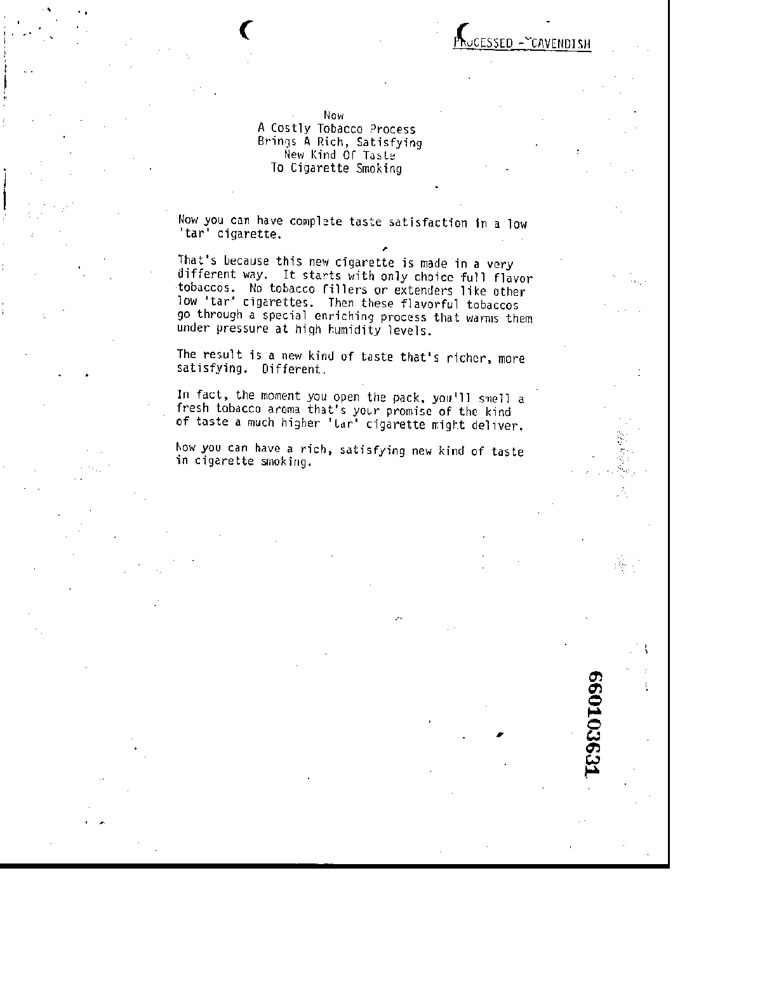 PROCESSED - CAVENDISH
Now
A Costly Tobacco Process
Brings A Rich, Satisfying
New Kind Of Taste
To Cigarette Smoking
Now you can have complete taste satisfaction in a low
'tar' cigarette.
That's because this new cigarette is made in a very
different way.  It starts with only choice full flavor
tobaccos.  No tobacco fillers or extenders like other
low 'tar' cigarettes.  Then these flavorful tobaccos
go through a special enriching process that warms them
under pressure at high humidity levels.
The result is a new kind of taste that's richer, more
satisfying.  Different.
In fact, the moment you open the pack, you'll smell a
fresh tobacco aroma that's your promise of the kind
of taste a much higher 'tar' cigarette might deliver.
Now you can have a rich, satisfying new kind of taste
in cigarette smoking.
660103631